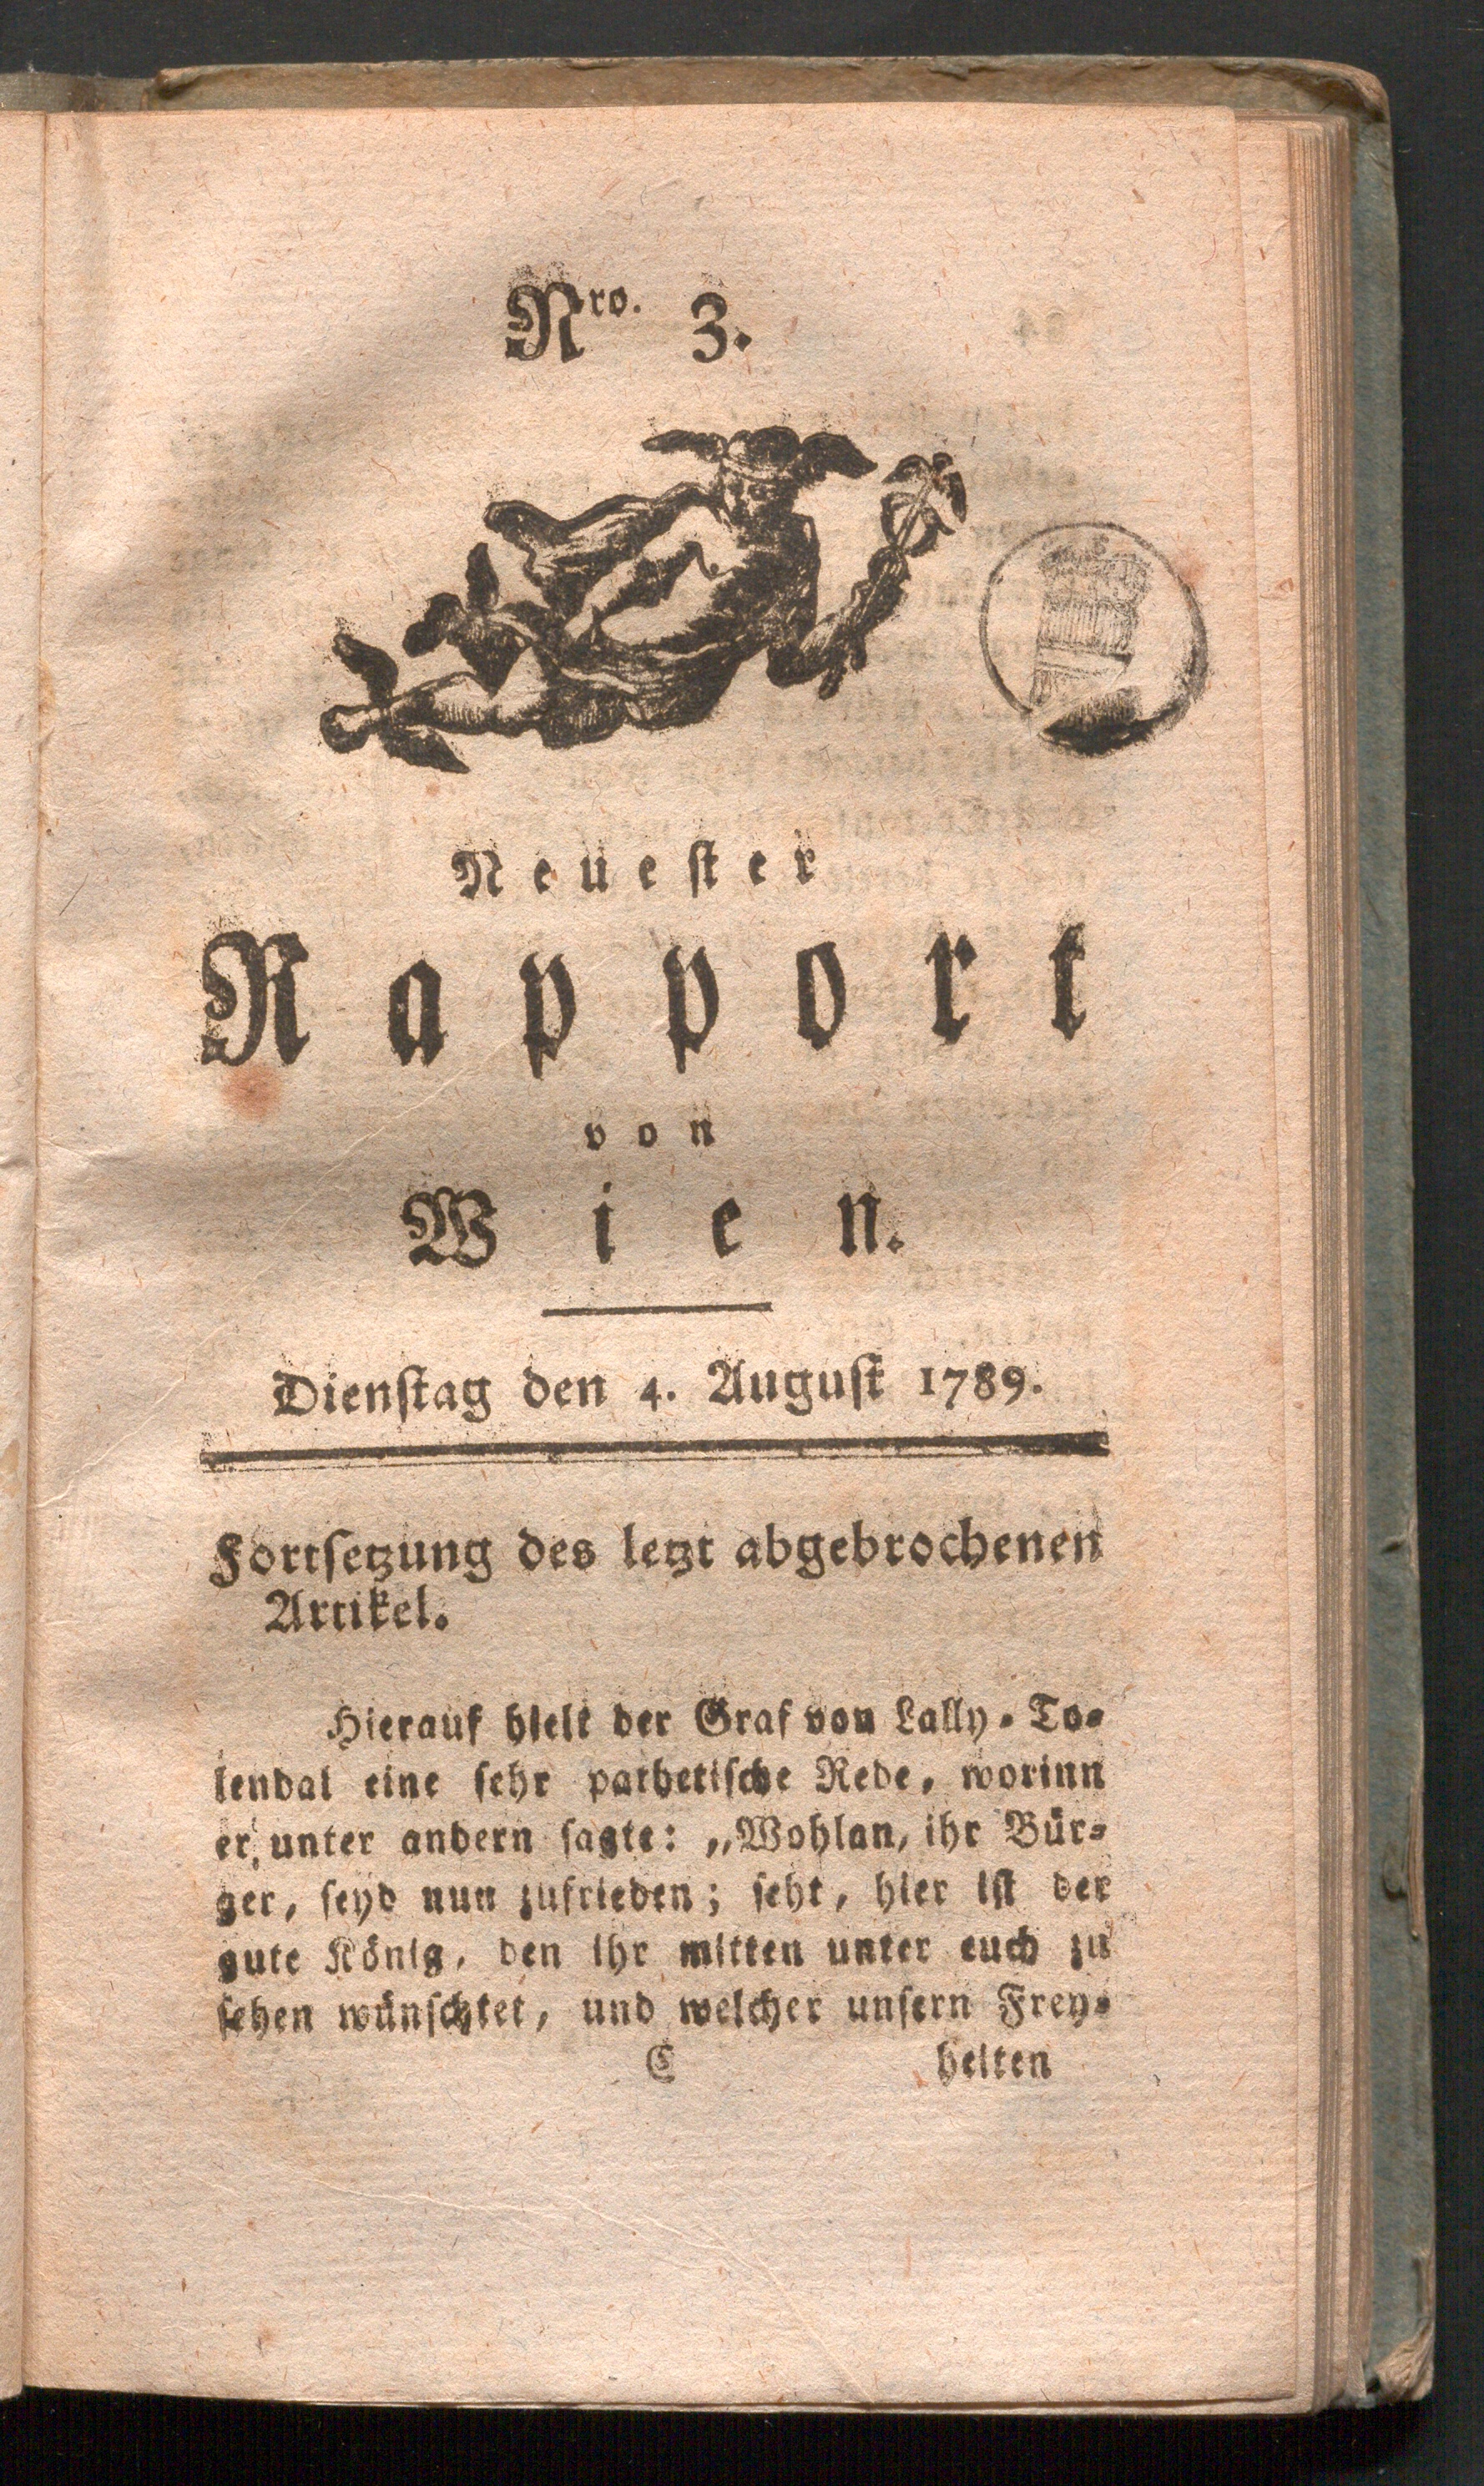 Nro. 3.
Neuester
Rapport
von
Wien.
Dienstag den 4. August 1789.
Fortsetzung des letzt abgebrochenen
Artikel.
Hierauf hielt der Graf von Lally-To-
lendal eine sehr pathetische Rede, worinn
er, unter andern sagte: „Wohlan, ihr Bür-
ger, seyd nun zufrieden; seht, hier ist der
gute König, den ihr mitten unter euch zu
sehen wünschtet, und welcher unsern Frey-
C heiten